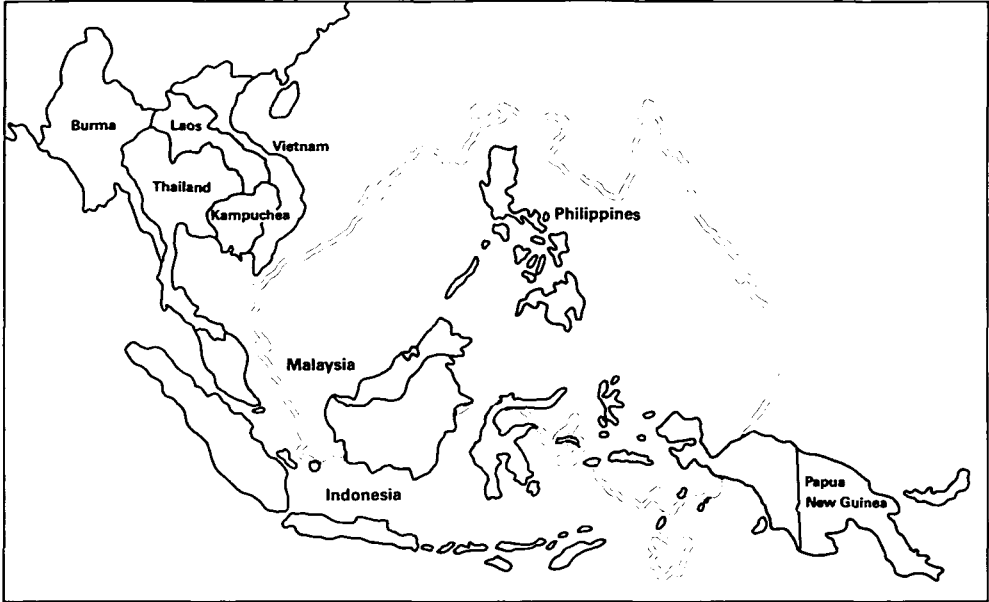 Burma
Laos
Vietnam
Thailand
Kampuchea
Philippines
Malaysia
Indonesia
Papua
New Guinea